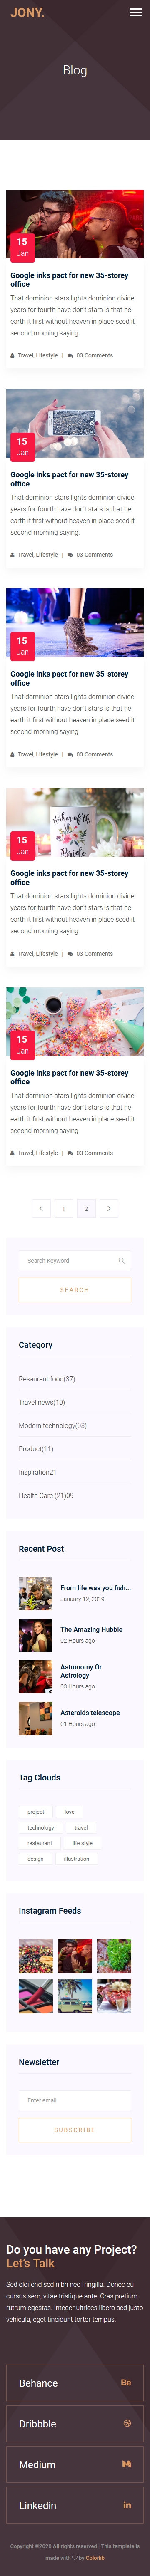 JONY.
Blog
15
Jan
Google inks pact for new 35-storey
office
That dominion stars lights dominion divide
years for fourth have don't stars is that he
earth it first without heaven in place seed it
second morning saying.
Travel, Lifestyle | 03 Comments
15
Jan
Google inks pact for new 35-storey
office
That dominion stars lights dominion divide
years for fourth have don't stars is that he
earth it first without heaven in place seed it
second morning saying.
Travel, Lifestyle | 03 Comments
15
Jan
Google inks pact for new 35-storey
office
That dominion stars lights dominion divide
years for fourth have don't stars is that he
earth it first without heaven in place seed it
second morning saying.
Travel, Lifestyle | 03 Comments
Mother of the
Bride
15
Jan
Google inks pact for new 35-storey
office
That dominion stars lights dominion divide
years for fourth have don't stars is that he
earth it first without heaven in place seed it
second morning saying.
Travel, Lifestyle | 03 Comments
15
Jan
Google inks pact for new 35-storey
office
That dominion stars lights dominion divide
years for fourth have don't stars is that he
earth it first without heaven in place seed it
second morning saying.
Travel, Lifestyle | 03 Comments
1 2
Search Keyword
SEARCH
Category
Resaurant food(37)
Travel news(10)
Modern technology(03)
Product(11)
Inspiration21
Health Care (21)09
Recent Post
From life was you fish...
January 12, 2019
The Amazing Hubble
02 Hours ago
Astronomy Or
Astrology
03 Hours ago
Asteroids telescope
01 Hours ago
Tag Clouds
project love
technology travel
restaurant life style
design illustration
Instagram Feeds
Newsletter
Enter email
SUBSCRIBE
Do you have any Project?
Let's Talk
Sed eleifend sed nibh nec fringilla. Donec eu
cursus sem, vitae tristique ante. Cras pretium
rutrum egestas. Integer ultrices libero sed justo
vehicula, eget tincidunt tortor tempus.
Behance
Dribbble
Medium
Linkedin
Copyright ©2020 All rights reserved | This template is
made with by Colorlib